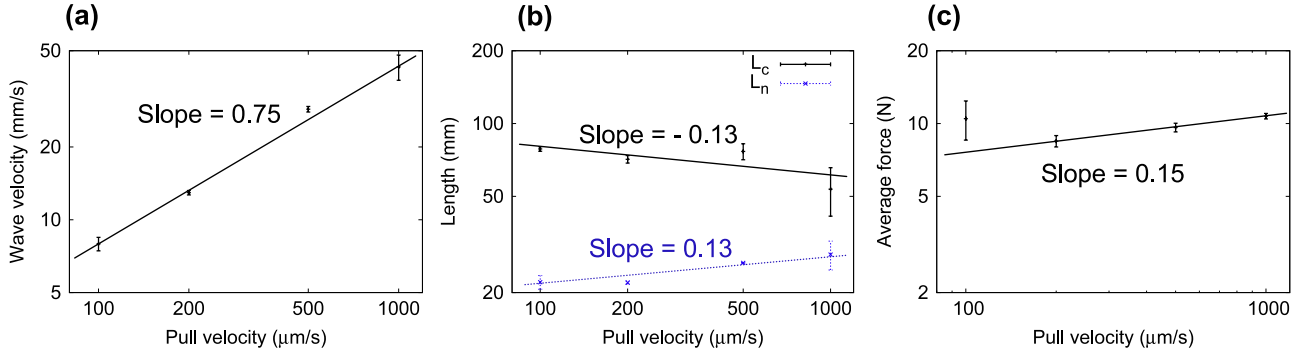 (a)
50
20
10
5
Wave velocity (mm/s)
Slope = 0.75
100 200 500 1000
Pull velocity (μm/s)
(b)
200
100
50
20
Length (mm)
L_c
L_n
Slope = - 0.13
Slope = 0.13
100 200 500 1000
Pull velocity (μm/s)
(c)
20
10
5
2
Average force (N)
Slope = 0.15
100 200 500 1000
Pull velocity (μm/s)